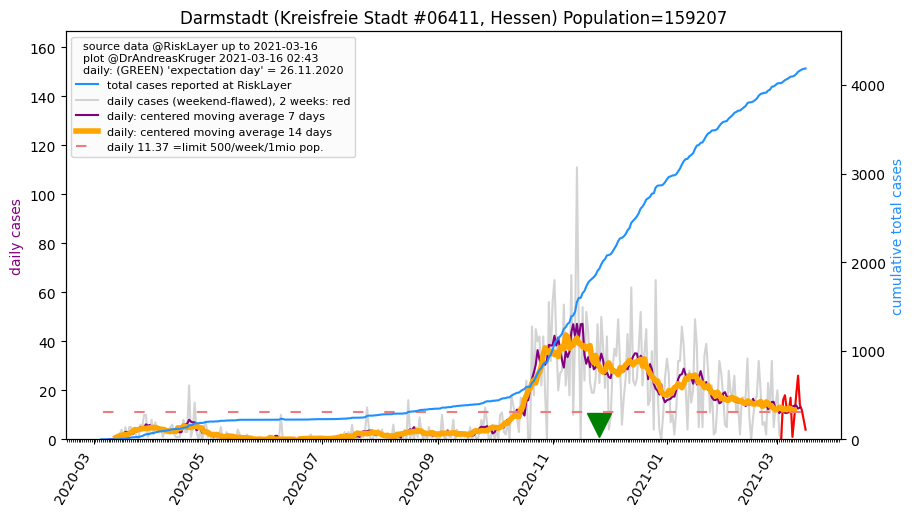 Darmstadt (Kreisfreie Stadt #06411, Hessen) Population=159207
source data @RiskLayer up to 2021-03-16
plot @DrAndreasKruger 2021-03-16 02:43
daily: (GREEN) 'expectation day' = 26.11.2020
total cases reported at RiskLayer
daily cases (weekend-flawed), 2 weeks: red
daily: centered moving average 7 days
daily: centered moving average 14 days
daily 11.37 =limit 500/week/1mio pop.
daily cases
160
140
120
100
80
60
40
20
0
cumulative total cases
4000
3000
2000
1000
0
2020-03
2020-05
2020-07
2020-09
2020-11
2021-01
2021-03